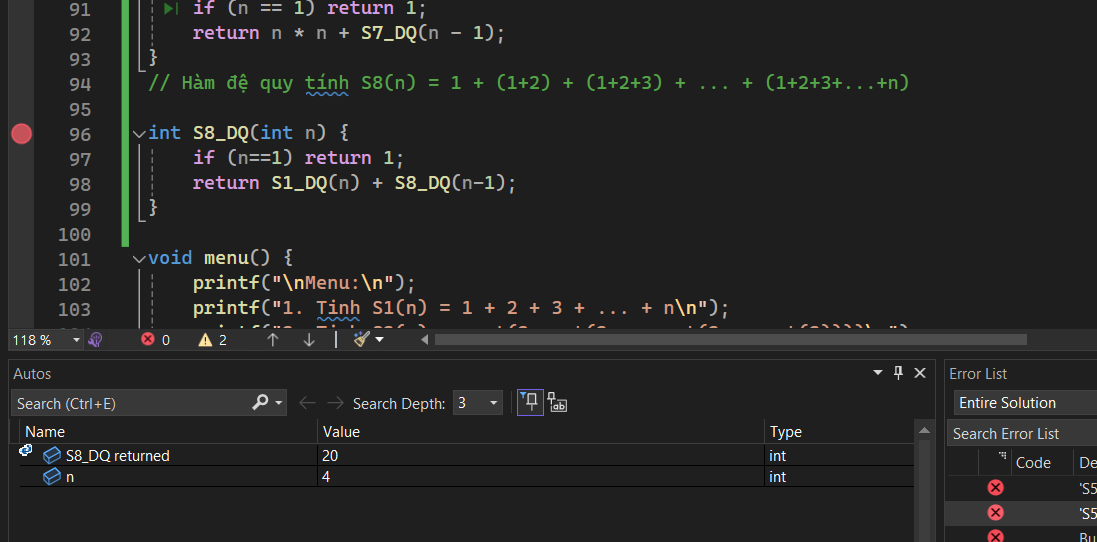 91 if (n == 1) return 1;
92 return n * n + S7_DQ(n - 1);
93 }
94 // Hàm đệ quy tính S8(n) = 1 + (1+2) + (1+2+3) + ... + (1+2+3+...+n)
95
96 int S8_DQ(int n) {
97 if (n==1) return 1;
98 return S1_DQ(n) + S8_DQ(n-1);
99 }
100
101 void menu() {
102 printf("\nMenu:\n");
103 printf("1. Tinh S1(n) = 1 + 2 + 3 + ... + n\n");
118 % 0 2
Autos
Search (Ctrl+E) Search Depth: 3
Name Value Type
S8_DQ returned 20 int
n 4 int
Error List
Entire Solution
Search Error List
Code De
'S5
'S5
Bu